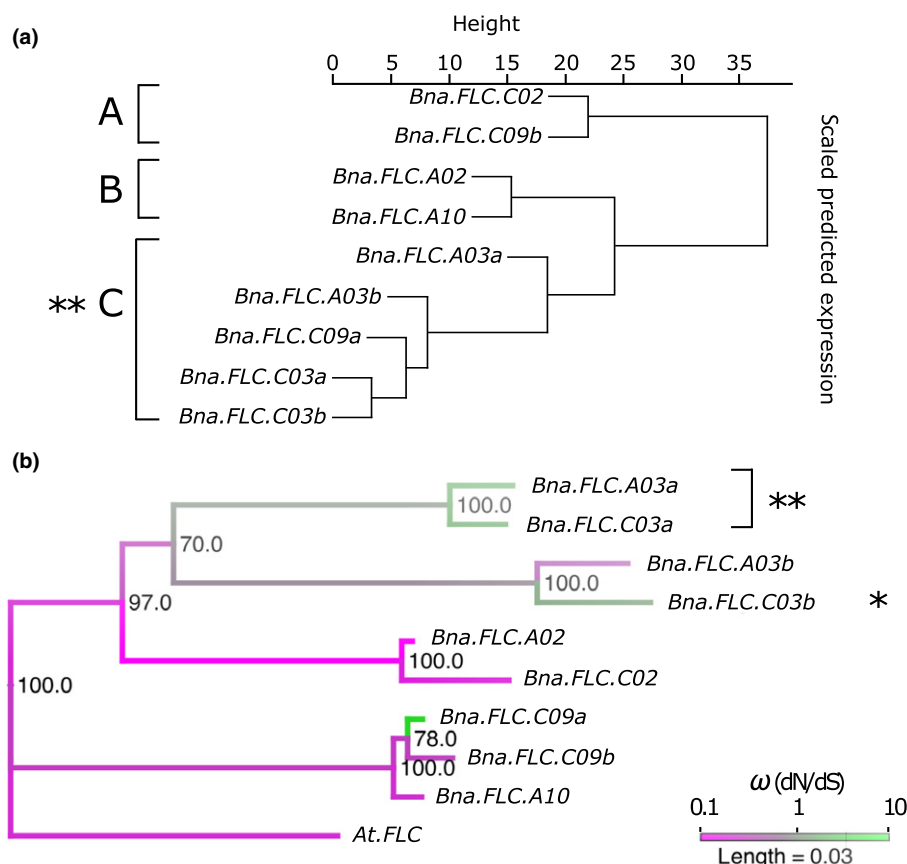 (a)
Height
0 5 10 15 20 25 30 35
A
Bna.FLC.C02
Bna.FLC.C09b
B
Bna.FLC.A02
Bna.FLC.A10
** C
Bna.FLC.A03a
Bna.FLC.A03b
Bna.FLC.C09a
Bna.FLC.C03a
Bna.FLC.C03b
Scaled predicted expression
(b)
Bna.FLC.A03a
100.0
**
Bna.FLC.C03a
70.0
Bna.FLC.A03b
100.0
97.0
Bna.FLC.C03b
*
Bna.FLC.A02
100.0
Bna.FLC.C02
100.0
Bna.FLC.C09a
78.0
Bna.FLC.C09b
100.0
Bna.FLC.A10
At.FLC
ω (dN/dS)
0.1 1 10
Length = 0.03